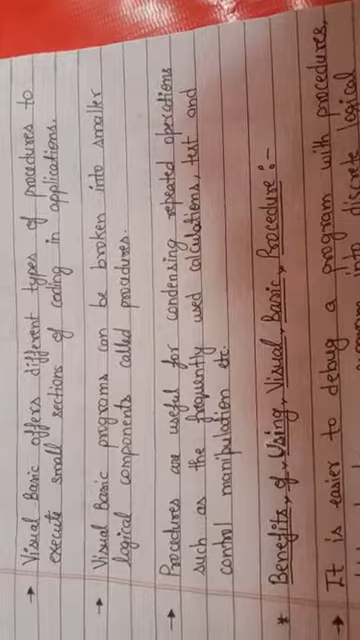 → Visual Basic offers different types of procedures to
execute small sections of coding in applications.
→ Visual Basic programs can be broken into smaller
logical components called procedures.
→ Procedures are useful for condensing repeated operations
such as the frequently used calculations, text and
control manipulation etc.
* Benefits of Using Visual Basic Procedure :-
→ It is easier to debug a program with procedures,
into discrete logical